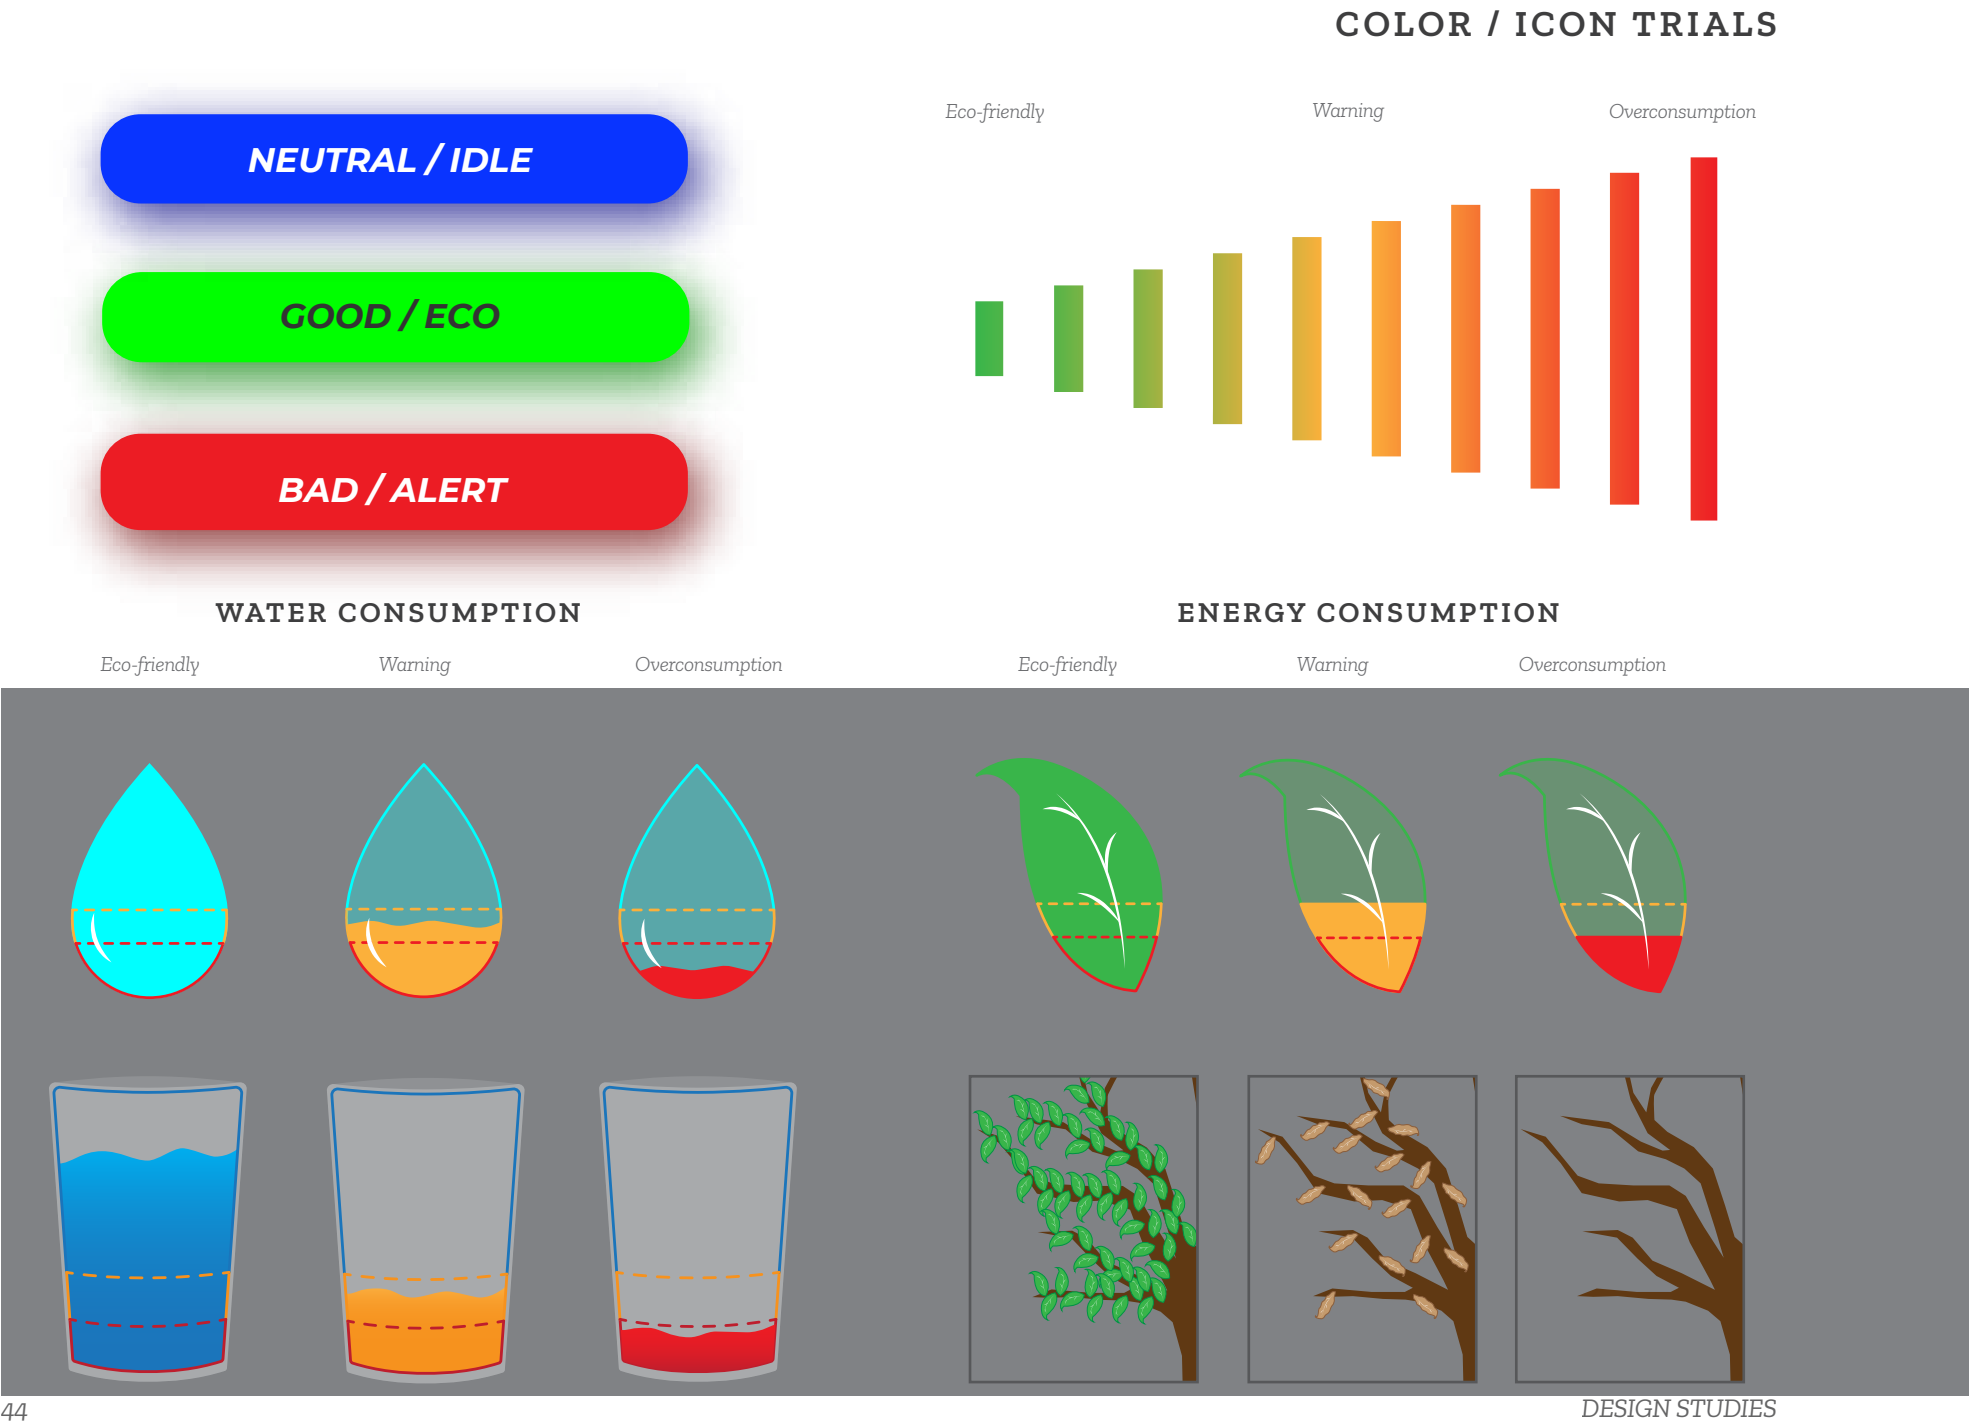 COLOR / ICON TRIALS
NEUTRAL / IDLE
GOOD / ECO
BAD / ALERT
Eco-friendly
Warning
Overconsumption
WATER CONSUMPTION
Eco-friendly
Warning
Overconsumption
ENERGY CONSUMPTION
Eco-friendly
Warning
Overconsumption
44
DESIGN STUDIES